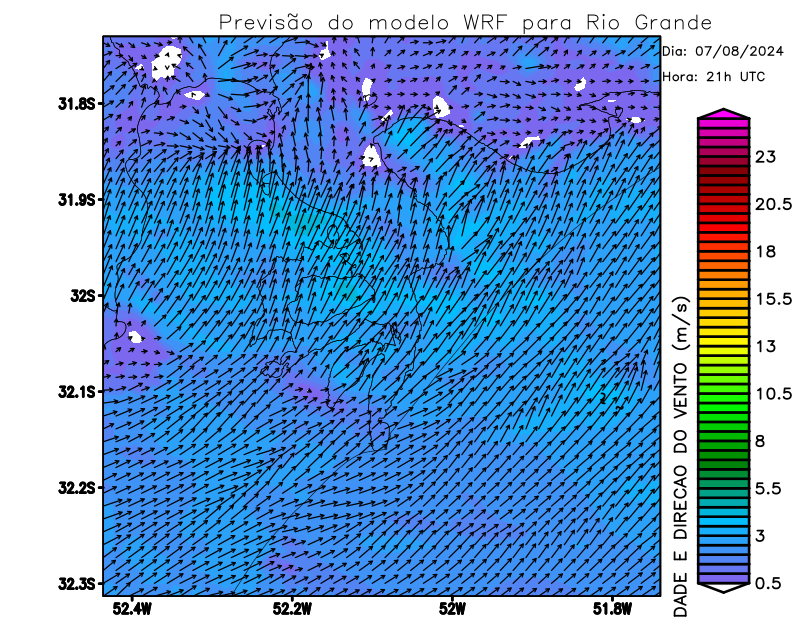 Previsão do modelo WRF para Rio Grande
Dia: 07/08/2024
Hora: 21h UTC
31.8S
31.9S
32S
32.1S
32.2S
32.3S
52.4W
52.2W
52W
51.8W
DADE E DIRECAO DO VENTO (m/s)
23
20.5
18
15.5
13
10.5
8
5.5
3
0.5